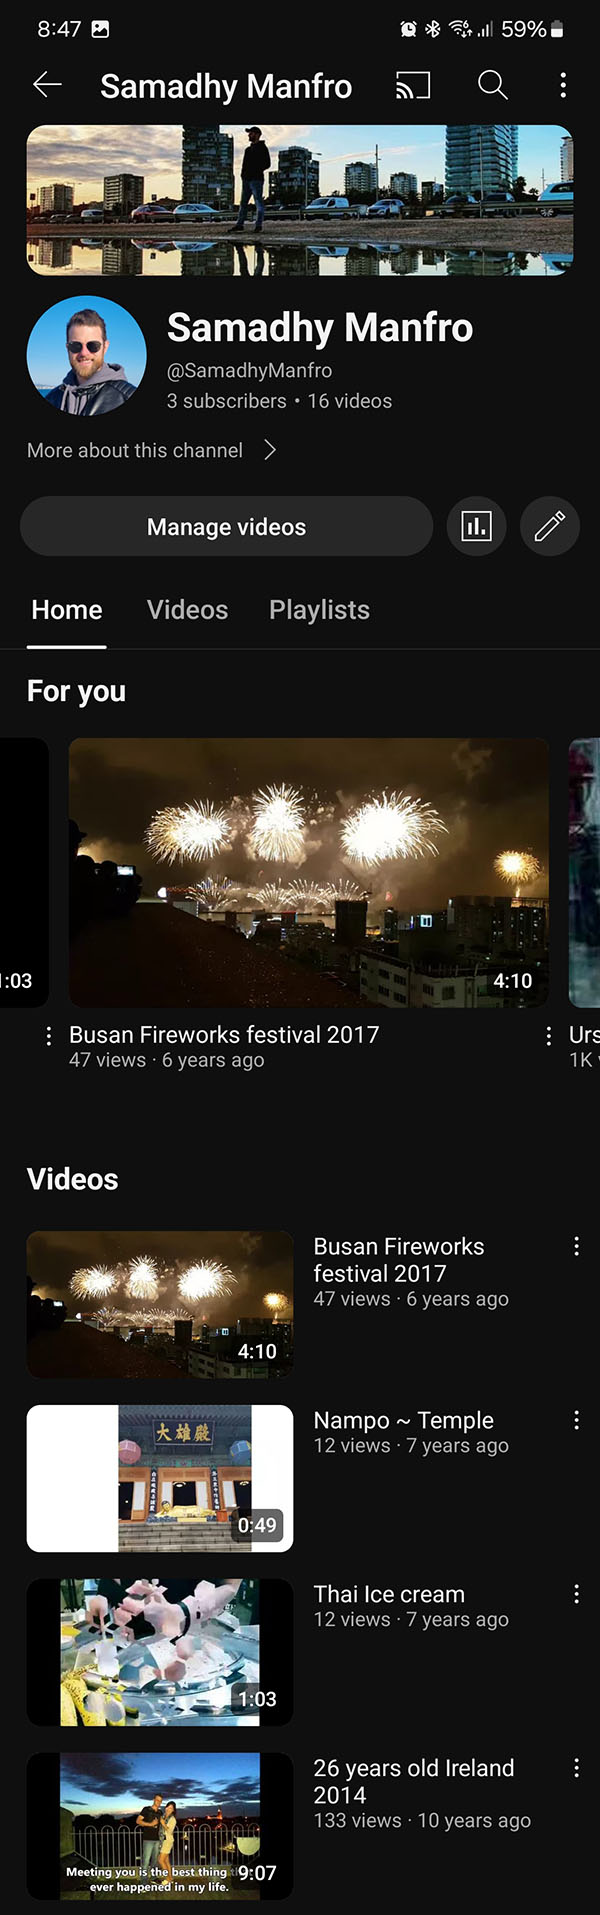 8:47
59%
Samadhy Manfro
Samadhy Manfro
@SamadhyManfro
3 subscribers • 16 videos
More about this channel
Manage videos
Home Videos Playlists
For you
:03
4:10
Busan Fireworks festival 2017
47 views · 6 years ago
Urs
1K
Videos
Busan Fireworks
festival 2017
47 views · 6 years ago
4:10
大雄殿
Nampo ~ Temple
12 views · 7 years ago
0:49
Thai Ice cream
12 views · 7 years ago
1:03
26 years old Ireland
2014
133 views · 10 years ago
Meeting you is the best thing
ever happened in my life.
9:07